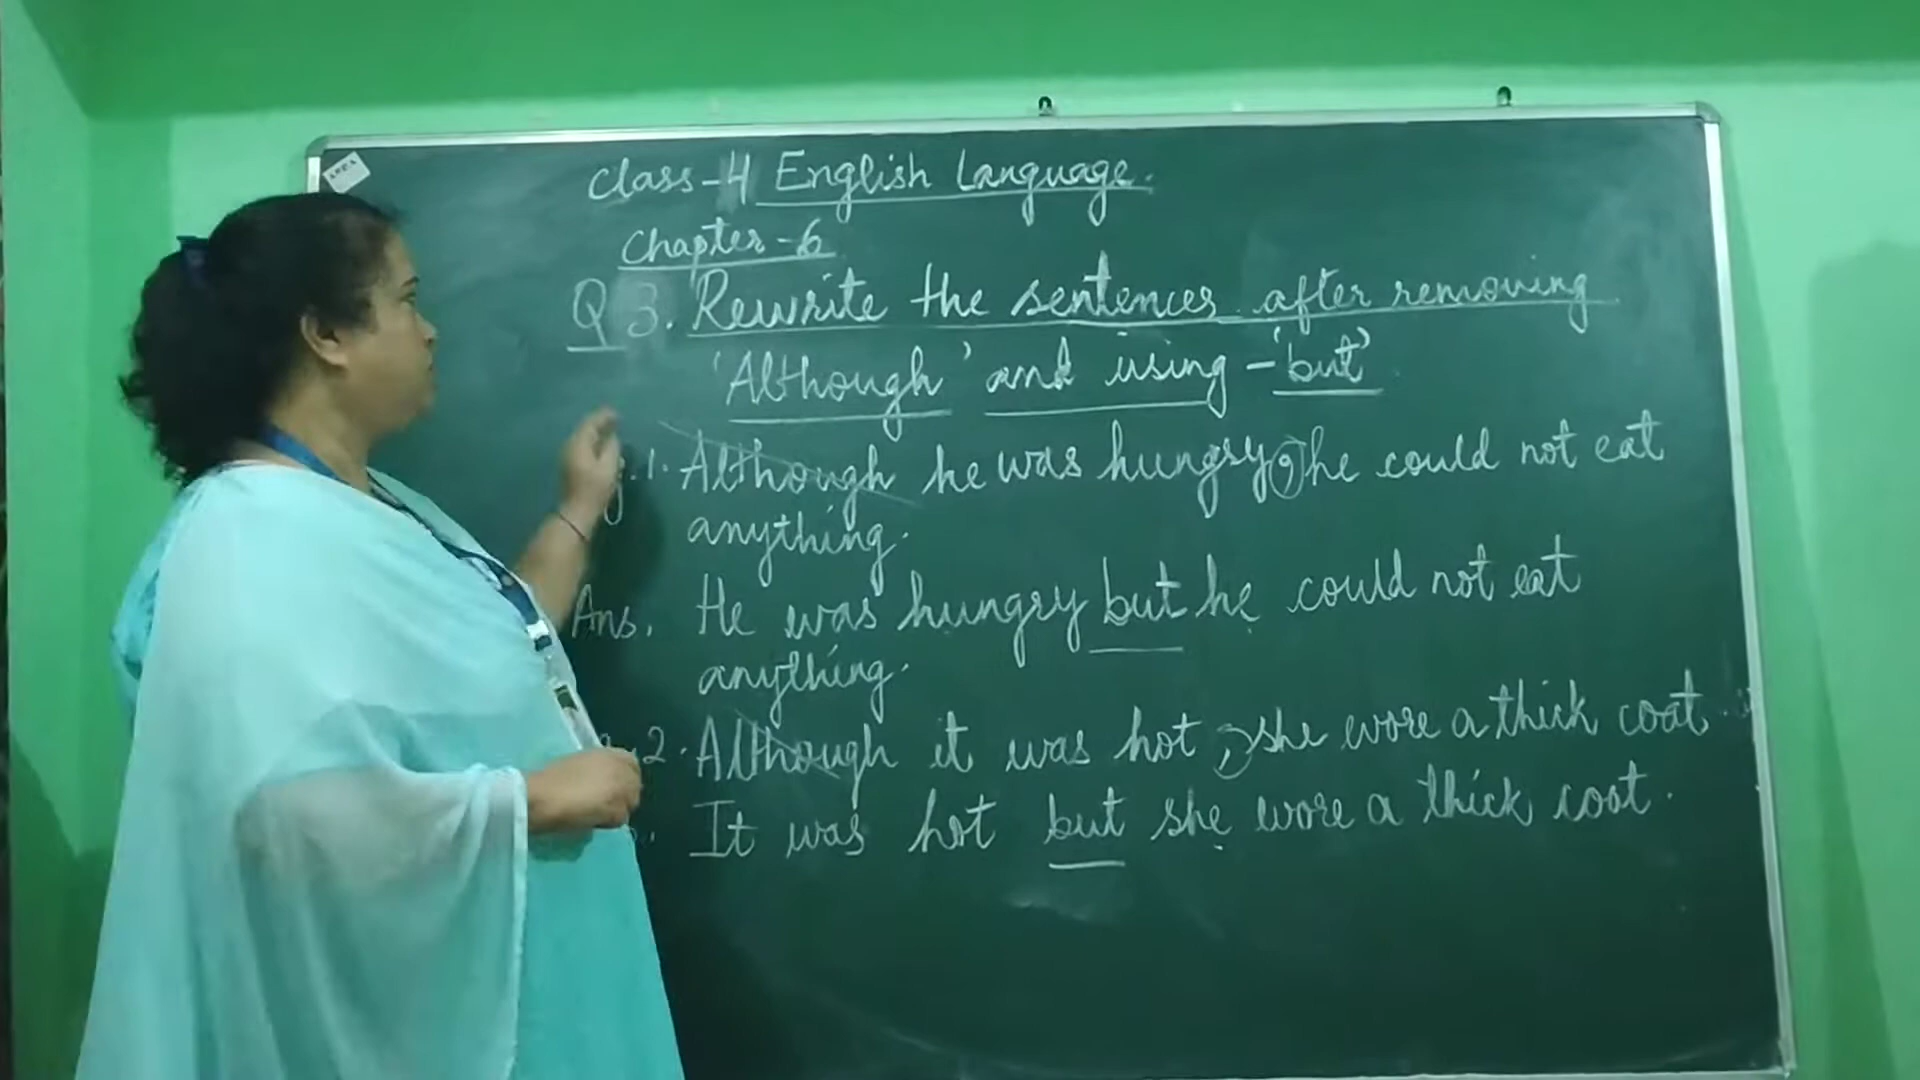 Class-4 English Language.
Chapter-6
Q 3. Rewrite the sentences after removing
'Although' and using - 'but'
g.1. Although he was hungry, he could not eat
anything.
Ans. He was hungry but he could not eat
anything.
2. Although it was hot, she wore a thick coat.
It was hot but she wore a thick coat.